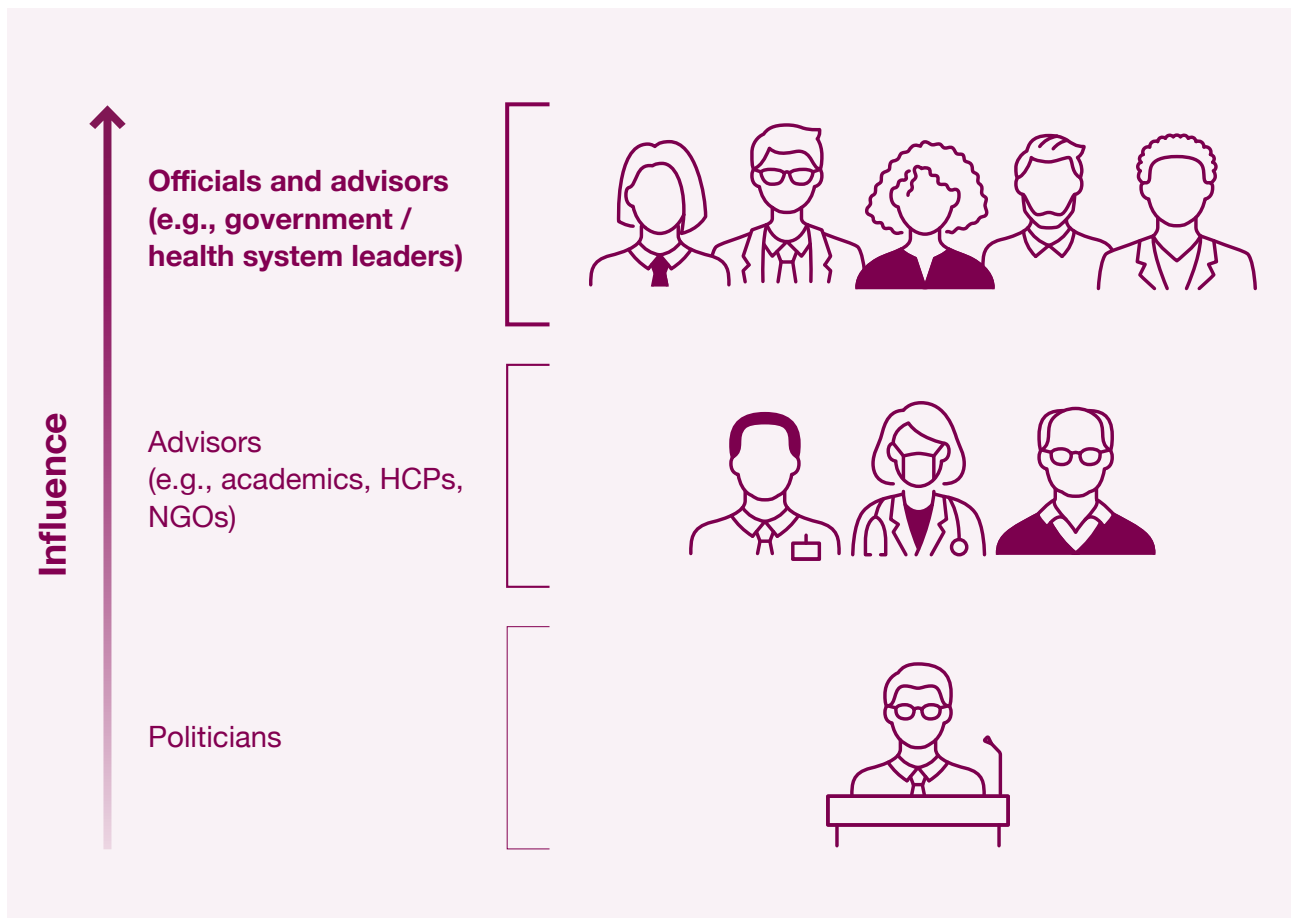 Influence
Officials and advisors
(e.g., government /
health system leaders)
Advisors
(e.g., academics, HCPs,
NGOs)
Politicians